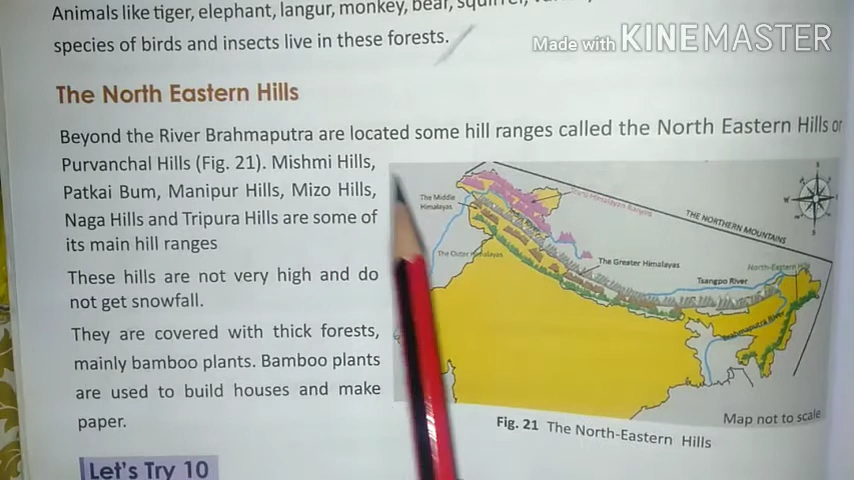 Animals like tiger, elephant, langur, monkey, bear,
species of birds and insects live in these forests.
Made with KINEMASTER
The North Eastern Hills
Beyond the River Brahmaputra are located some hill ranges called the North Eastern Hills or
Purvanchal Hills (Fig. 21). Mishmi Hills,
Patkai Bum, Manipur Hills, Mizo Hills,
Naga Hills and Tripura Hills are some of
its main hill ranges
These hills are not very high and do
not get snowfall.
They are covered with thick forests,
mainly bamboo plants. Bamboo plants
are used to build houses and make
paper.
Let's Try 10
The Middle
Himalayas
The Outer Himalayas
Himalayan Ranges
THE NORTHERN MOUNTAINS
The Greater Himalayas
Tsangpo River
North-Eastern Hills
Brahmaputra River
N
W
Map not to scale
Fig. 21 The North-Eastern Hills